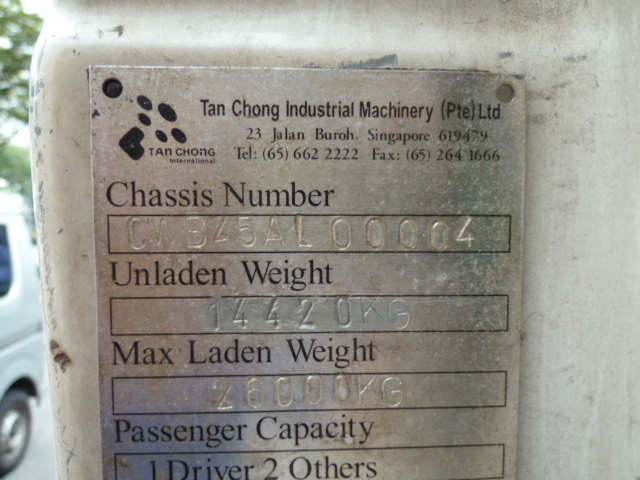 Tan Chong Industrial Machinery (Pte) Ltd
23 Jalan Buroh. Singapore 619479
Tel: (65) 662 2222 Fax: (65) 264 1666
TAN CHONG
International
Chassis Number
CWB45AL00004
Unladen Weight
14420KG
Max Laden Weight
26000KG
Passenger Capacity
1 Driver 2 Others